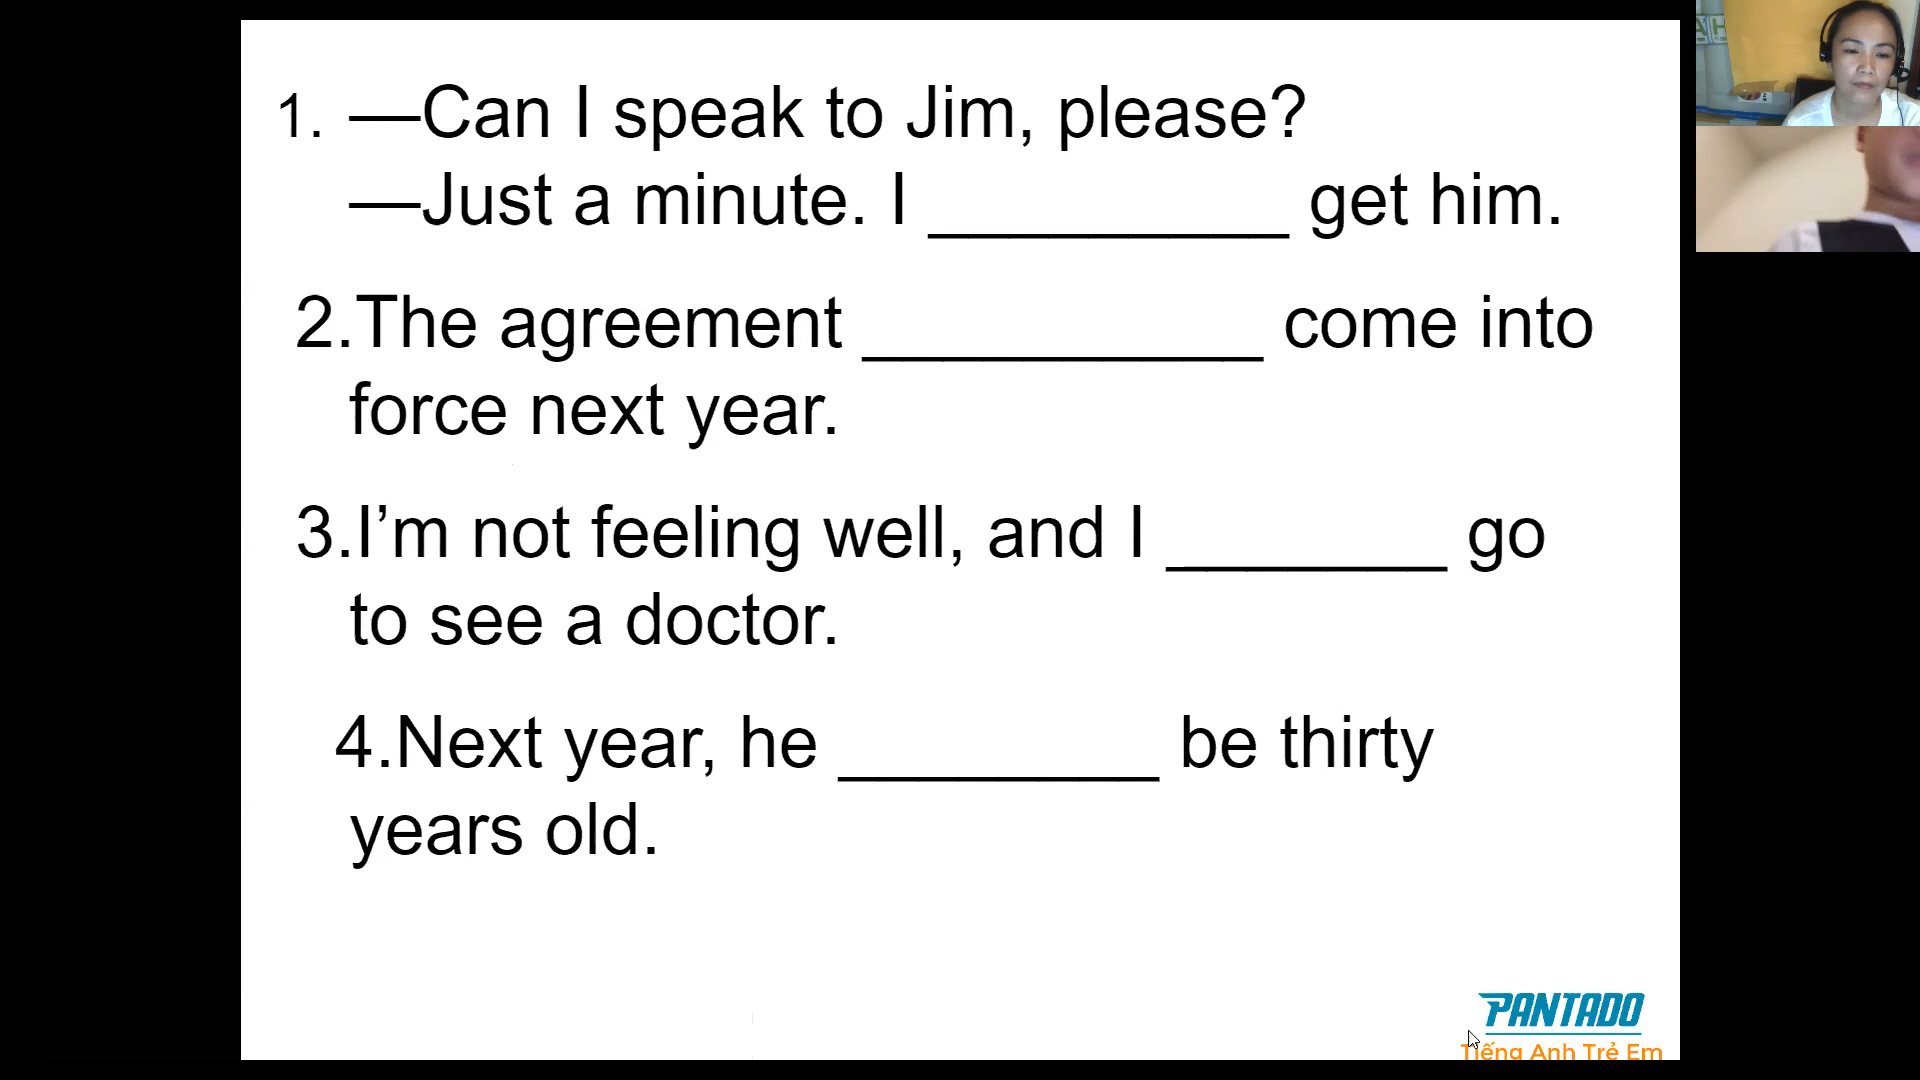 1. —Can I speak to Jim, please?
—Just a minute. I __________ get him.
2.The agreement ___________ come into
force next year.
3.I’m not feeling well, and I ________ go
to see a doctor.
4.Next year, he _________ be thirty
years old.
PANTADO
Tiếng Anh Trẻ Em